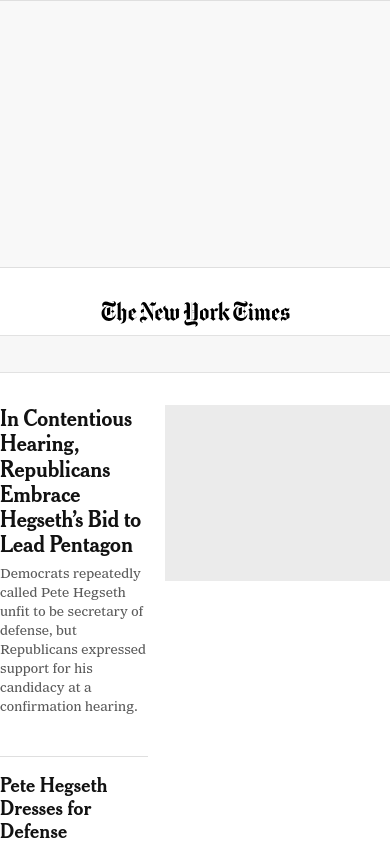 The New York Times
In Contentious
Hearing,
Republicans
Embrace
Hegseth’s Bid to
Lead Pentagon
Democrats repeatedly
called Pete Hegseth
unfit to be secretary of
defense, but
Republicans expressed
support for his
candidacy at a
confirmation hearing.
Pete Hegseth
Dresses for
Defense